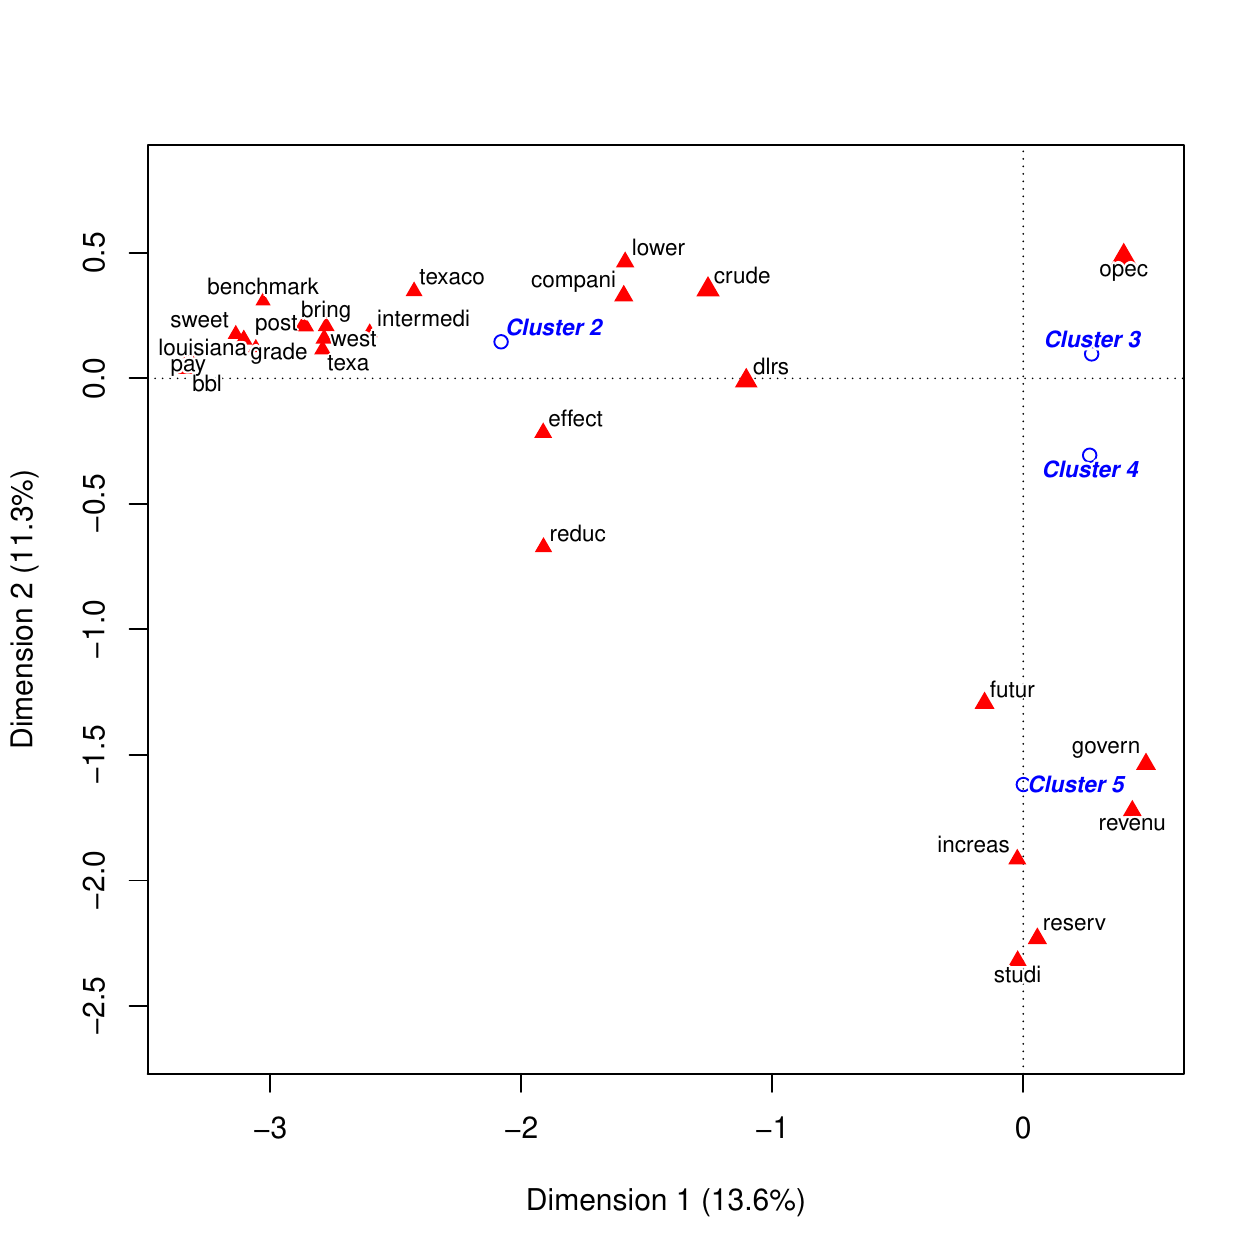 lower
texaco
compani
crude
opec
benchmark
bring
sweet
post
intermedi
Cluster 2
Cluster 3
west
louisiana
grade
texa
pay
bbl
dlrs
effect
Cluster 4
reduc
futur
govern
Cluster 5
revenu
increas
reserv
studi
0.5
0.0
−0.5
−1.0
−1.5
−2.0
−2.5
Dimension 2 (11.3%)
−3
−2
−1
0
Dimension 1 (13.6%)